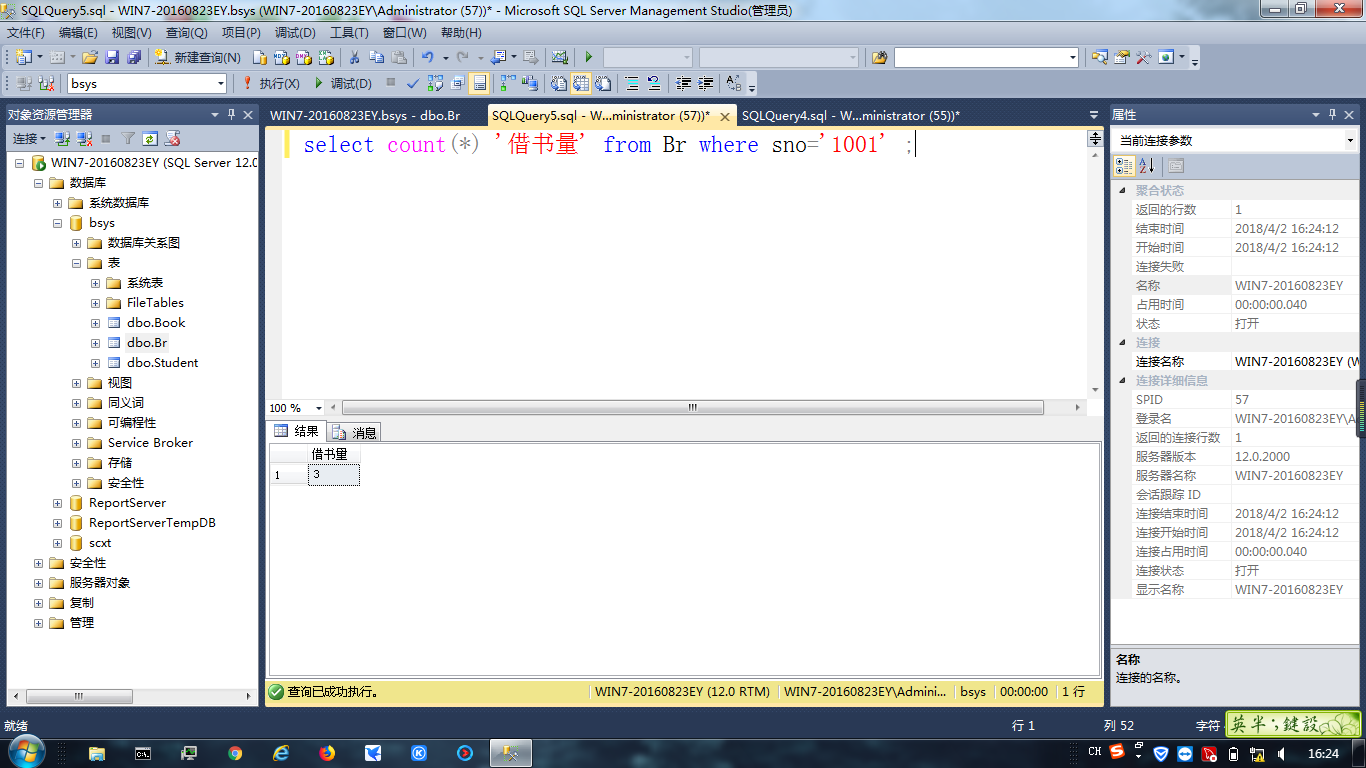 SQLQuery5.sql - WIN7-20160823EY.bsys (WIN7-20160823EY\Administrator (57))* - Microsoft SQL Server Management Studio(管理员)
文件(F) 编辑(E) 视图(V) 查询(Q) 项目(P) 调试(D) 工具(T) 窗口(W) 帮助(H)
新建查询(N)
bsys 执行(X) 调试(D)
对象资源管理器
连接
WIN7-20160823EY (SQL Server 12.0
数据库
系统数据库
bsys
数据库关系图
表
系统表
FileTables
dbo.Book
dbo.Br
dbo.Student
视图
同义词
可编程性
Service Broker
存储
安全性
ReportServer
ReportServerTempDB
scxt
安全性
服务器对象
复制
管理
WIN7-20160823EY.bsys - dbo.Br SQLQuery5.sql - W...ministrator (57))* SQLQuery4.sql - W...ministrator (55))*
select count(*) '借书量' from Br where sno='1001' ;
100 %
结果 消息
借书量
1 3
查询已成功执行。 WIN7-20160823EY (12.0 RTM) WIN7-20160823EY\Admini... bsys 00:00:00 1 行
属性
当前连接参数
聚合状态
返回的行数 1
结束时间 2018/4/2 16:24:12
开始时间 2018/4/2 16:24:12
连接失败
名称 WIN7-20160823EY
占用时间 00:00:00.040
状态 打开
连接
连接名称 WIN7-20160823EY (W
连接详细信息
SPID 57
登录名 WIN7-20160823EY\A
返回的连接行数 1
服务器版本 12.0.2000
服务器名称 WIN7-20160823EY
会话跟踪 ID
连接结束时间 2018/4/2 16:24:12
连接开始时间 2018/4/2 16:24:12
连接占用时间 00:00:00.040
连接状态 打开
显示名称 WIN7-20160823EY
名称
连接的名称。
就绪 行 1 列 52 字符
英半;鍵設
CH 16:24